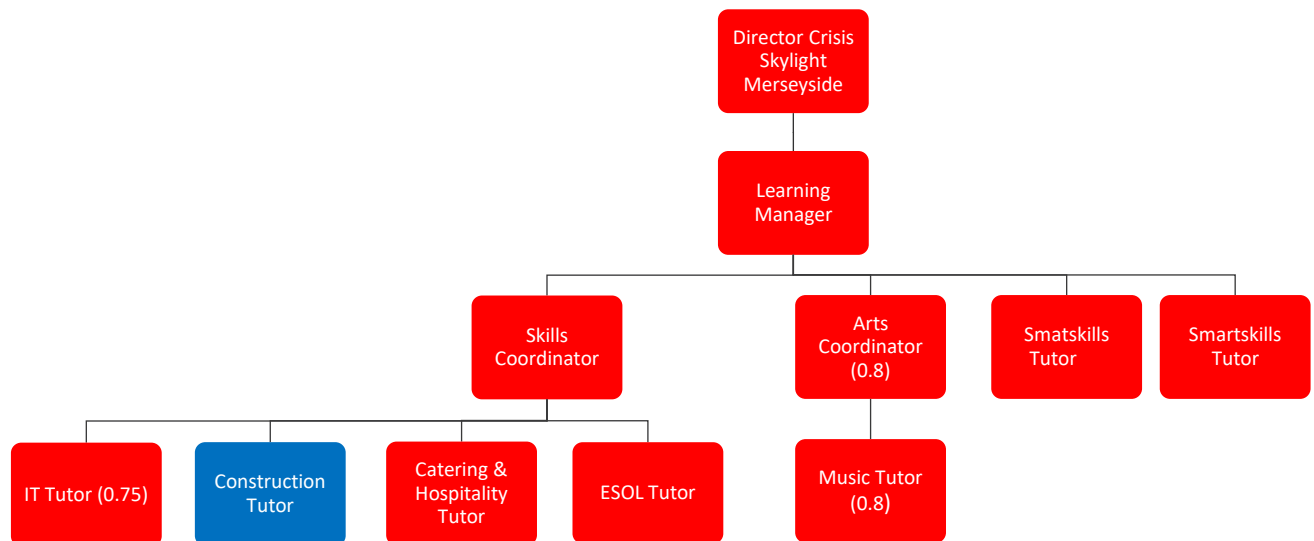 Director Crisis
Skylight
Merseyside
Learning
Manager
Skills
Coordinator
Arts
Coordinator
(0.8)
Smatskills
Tutor
Smartskills
Tutor
IT Tutor (0.75)
Construction
Tutor
Catering &
Hospitality
Tutor
ESOL Tutor
Music Tutor
(0.8)